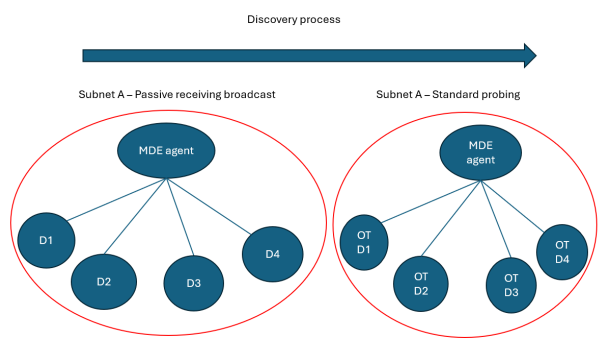 Discovery process
Subnet A – Passive receiving broadcast
MDE agent
D1
D2
D3
D4
Subnet A – Standard probing
MDE
agent
OT
D1
OT
D2
OT
D3
OT
D4